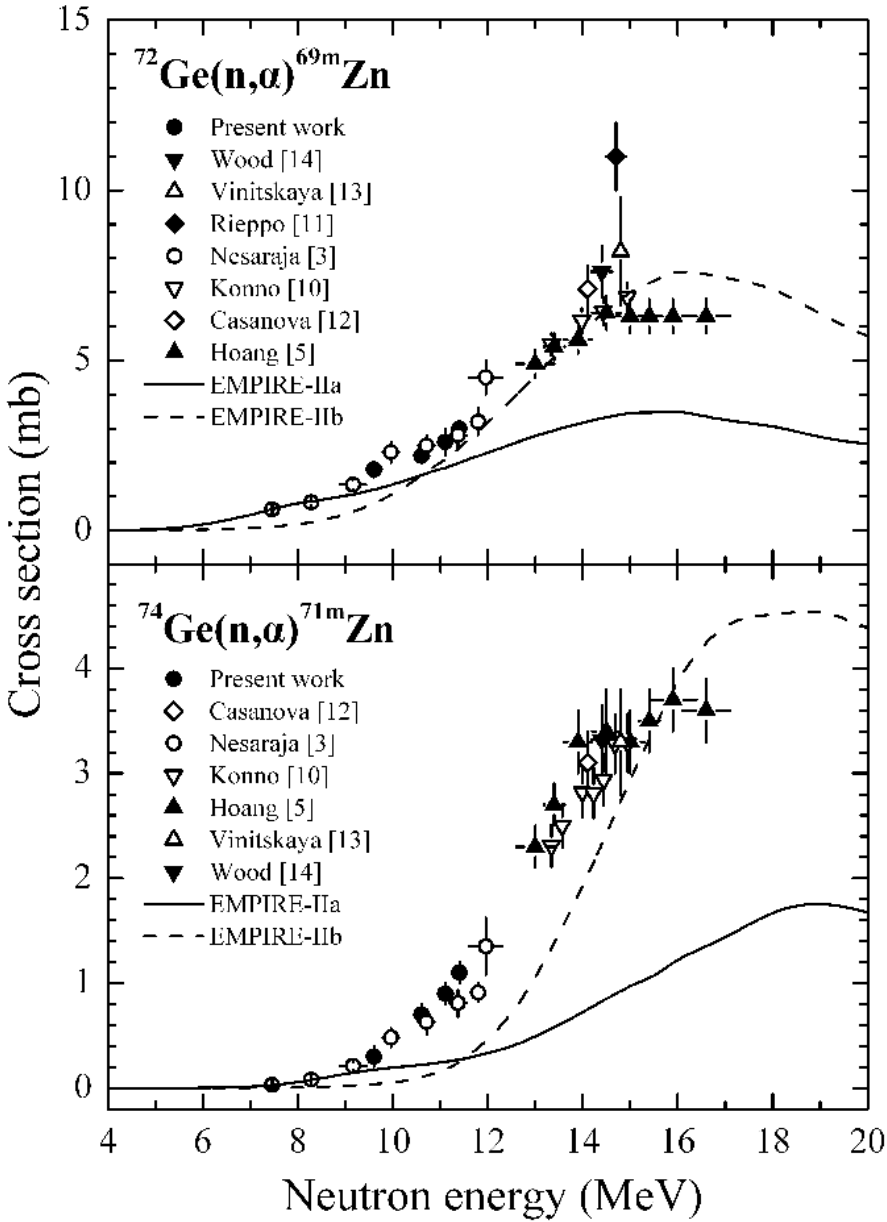 Cross section (mb)
15
10
5
0
⁷²Ge(n,α)⁶⁹ᵐZn
Present work
Wood [14]
Vinitskaya [13]
Rieppo [11]
Nesaraja [3]
Konno [10]
Casanova [12]
Hoang [5]
EMPIRE-IIa
EMPIRE-IIb
4
3
2
1
0
⁷⁴Ge(n,α)⁷¹ᵐZn
Present work
Casanova [12]
Nesaraja [3]
Konno [10]
Hoang [5]
Vinitskaya [13]
Wood [14]
EMPIRE-IIa
EMPIRE-IIb
4 6 8 10 12 14 16 18 20
Neutron energy (MeV)